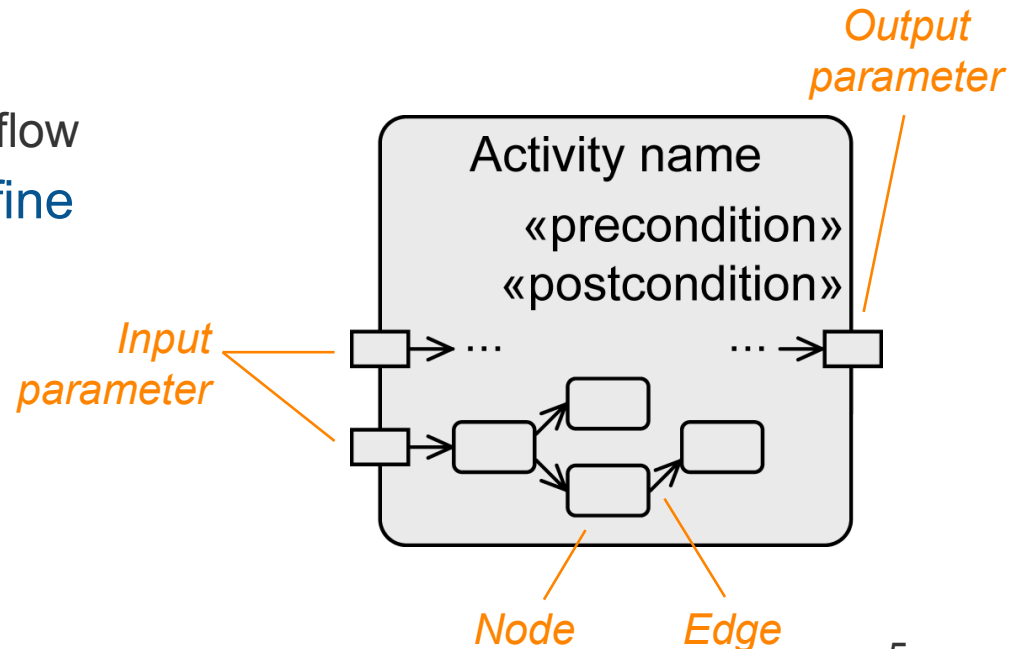 Output
parameter
flow
fine
Activity name
«precondition»
«postcondition»
Input
parameter
...
...
Node
Edge